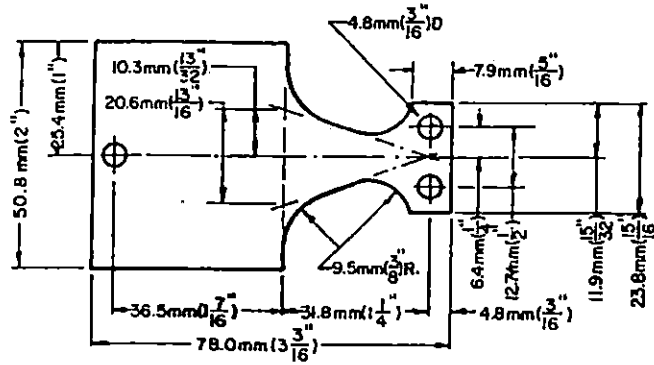 4.8mm(3/16")D
10.3mm(13/32")
7.9mm(5/16")
20.6mm(13/16")
25.4mm(1")
50.8mm(2")
6.4mm(1/4")
12.7mm(1/2")
11.9mm(15/32")
23.8mm(15/16")
9.5mm(3/8")R.
36.5mm(1 7/16")
31.8mm(1 1/4")
4.8mm(3/16")
78.0mm(3 3/16")